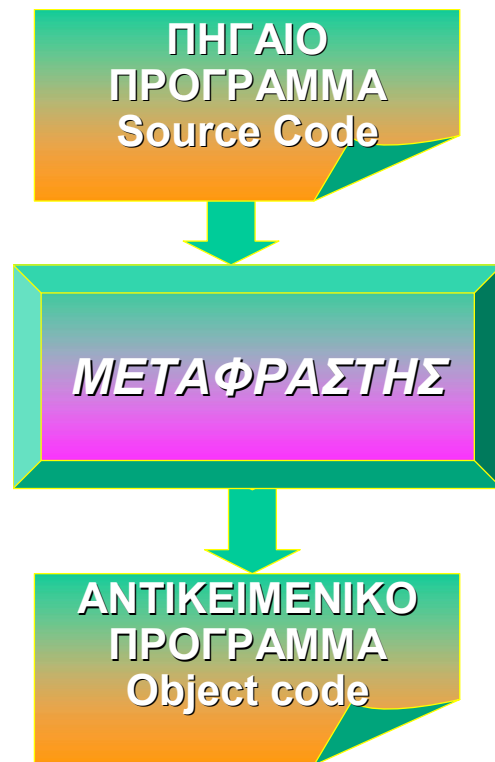 ΠΗΓΑΙΟ
ΠΡΟΓΡΑΜΜΑ
Source Code
ΜΕΤΑΦΡΑΣΤΗΣ
ΑΝΤΙΚΕΙΜΕΝΙΚΟ
ΠΡΟΓΡΑΜΜΑ
Object code